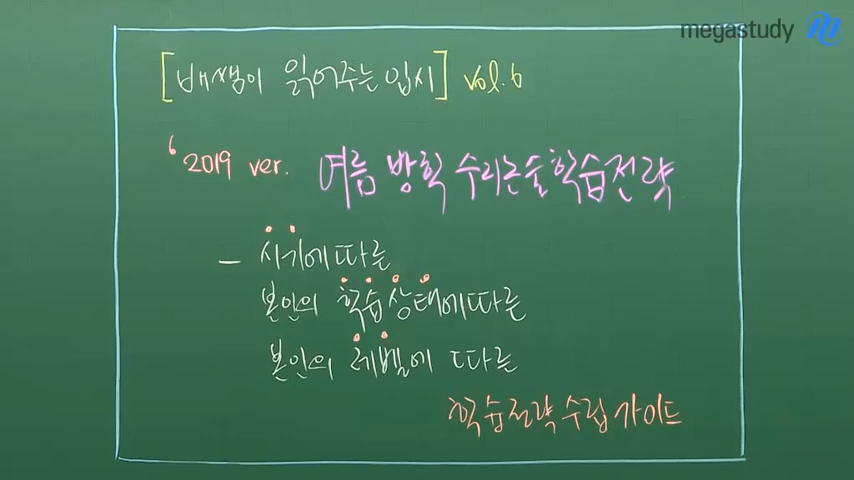 megastudy
[배쌤이 읽어주는 입시] vol.6
'2019 ver. 여름 방학 수리논술학습전략
- 시기에 따른
본인의 학습상태에 따른
본인의 레벨에 따른
학습전략 수립 가이드